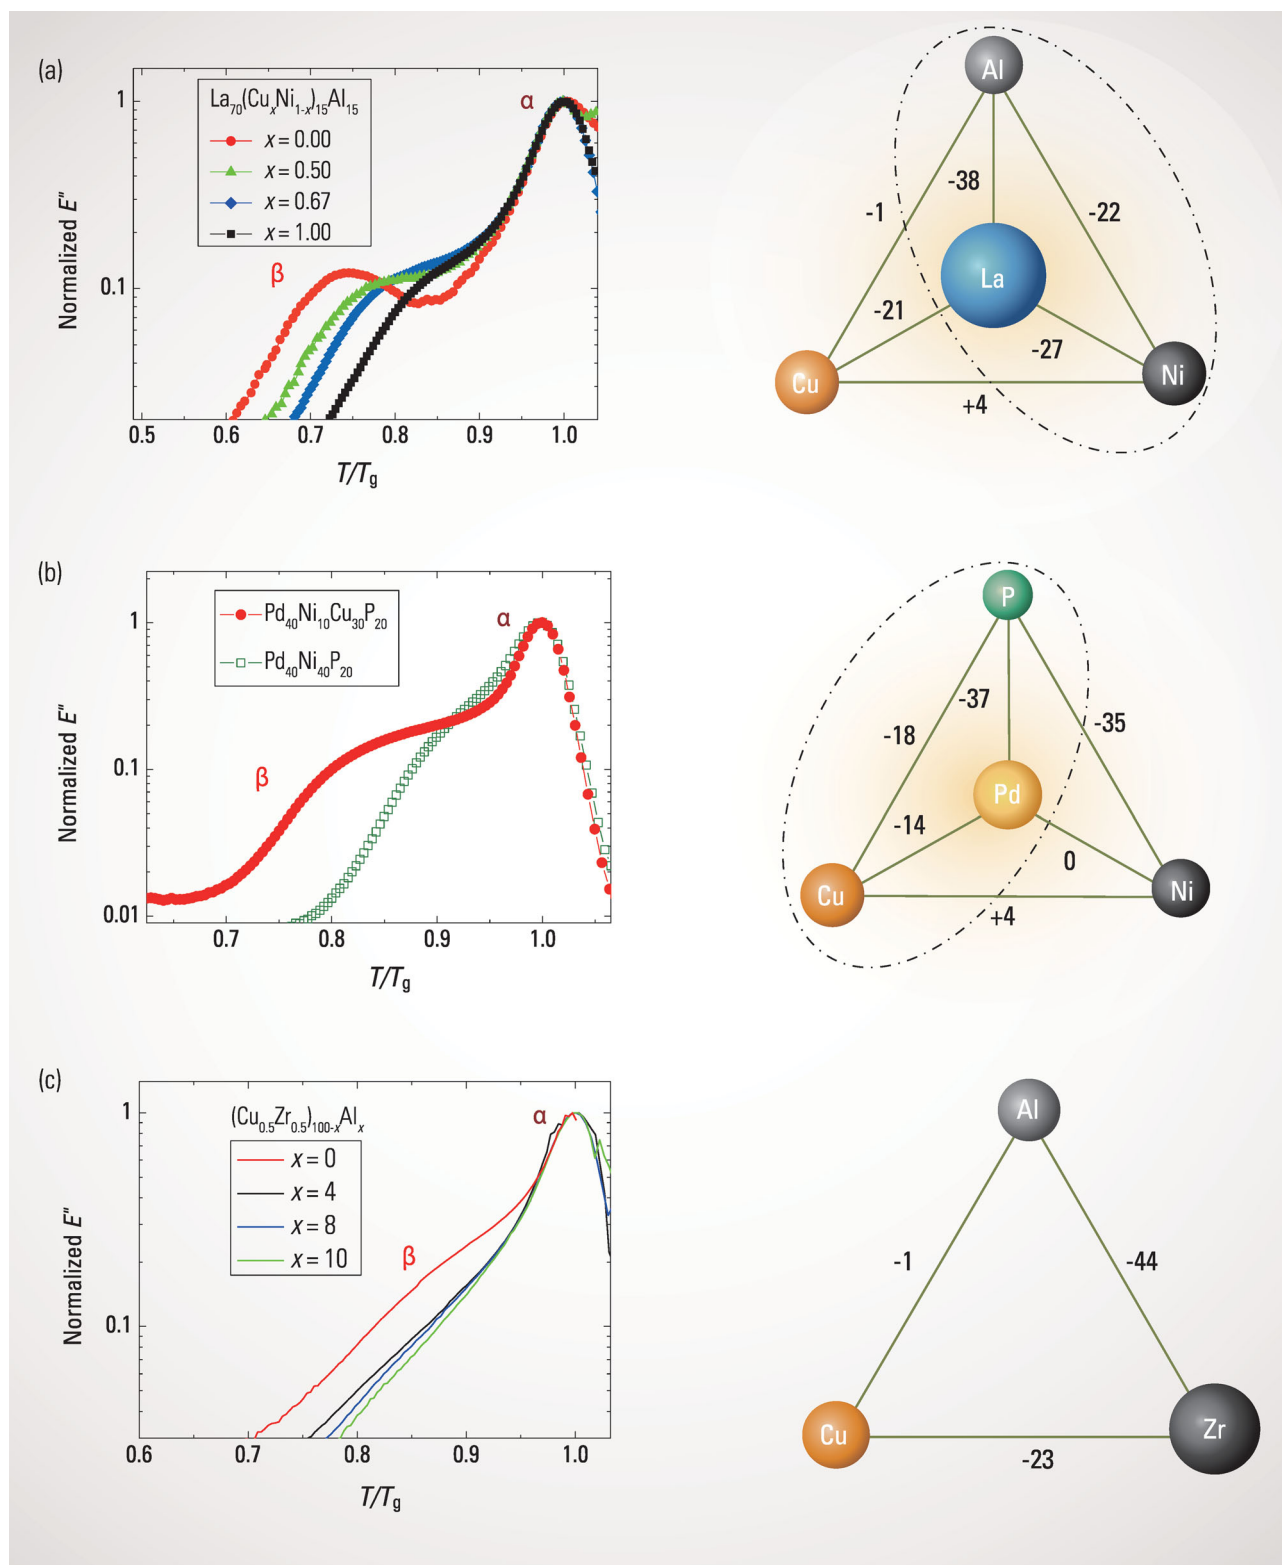 (a)
La70(CuxNi1-x)15Al15
x = 0.00
x = 0.50
x = 0.67
x = 1.00
α
β
1
0.1
Normalized E"
0.5 0.6 0.7 0.8 0.9 1.0
T/Tg
Al
-38
-1
-22
La
-21
-27
Cu
Ni
+4
(b)
Pd40Ni10Cu30P20
Pd40Ni40P20
α
β
1
0.1
0.01
Normalized E"
0.7 0.8 0.9 1.0
T/Tg
P
-37
-35
-18
Pd
-14
0
Cu
Ni
+4
(c)
(Cu0.5Zr0.5)100-xAlx
x = 0
x = 4
x = 8
x = 10
α
β
1
0.1
Normalized E"
0.6 0.7 0.8 0.9 1.0
T/Tg
Al
-1
-44
Cu
Zr
-23